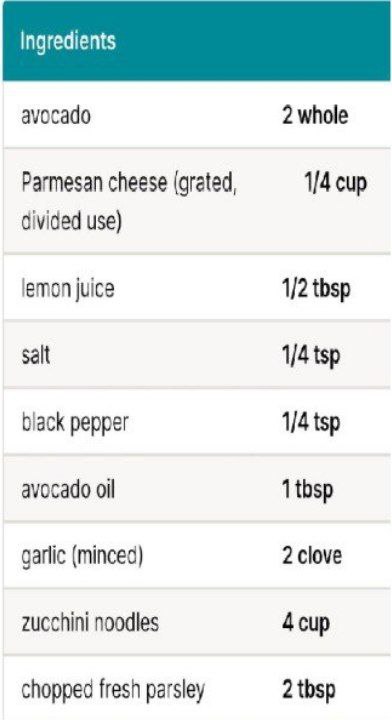 Ingredients
avocado 2 whole
Parmesan cheese (grated, 1/4 cup
divided use)
lemon juice 1/2 tbsp
salt 1/4 tsp
black pepper 1/4 tsp
avocado oil 1 tbsp
garlic (minced) 2 clove
zucchini noodles 4 cup
chopped fresh parsley 2 tbsp